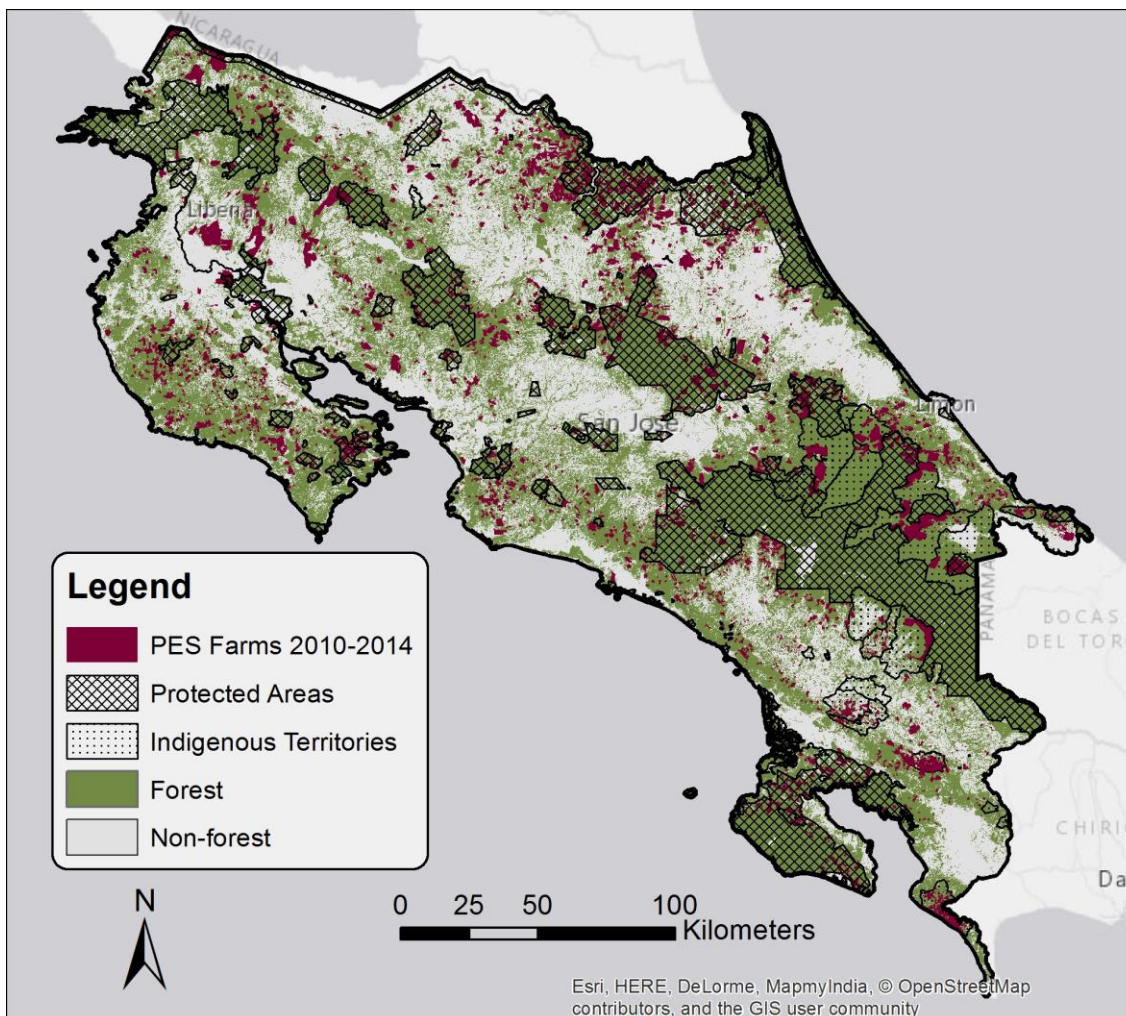 NICARAGUA
Liberia
San Jose
Limon
PANAMA
BOCAS
DEL TORO
CHIRI
Da
Legend
PES Farms 2010-2014
Protected Areas
Indigenous Territories
Forest
Non-forest
N
0 25 50 100
Kilometers
Esri, HERE, DeLorme, MapmyIndia, © OpenStreetMap
contributors, and the GIS user community